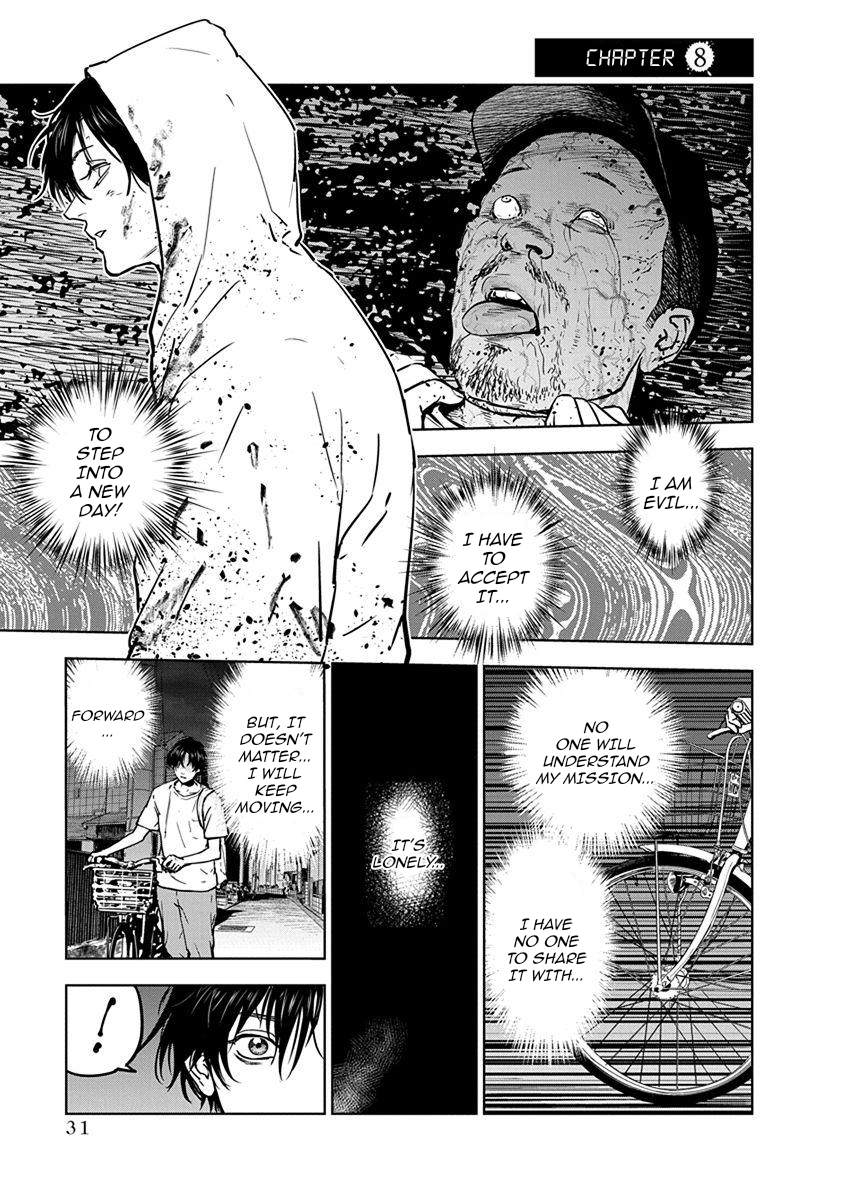 CHAPTER 8
I AM
EVIL...
I HAVE
TO
ACCEPT
IT...
TO
STEP
INTO
A NEW
DAY!
NO
ONE WILL
UNDERSTAND
MY MISSION...
I HAVE
NO ONE
TO SHARE
IT WITH...
IT'S
LONELY...
BUT, IT
DOESN'T
MATTER...
I WILL
KEEP
MOVING...
FORWARD
...
!
31